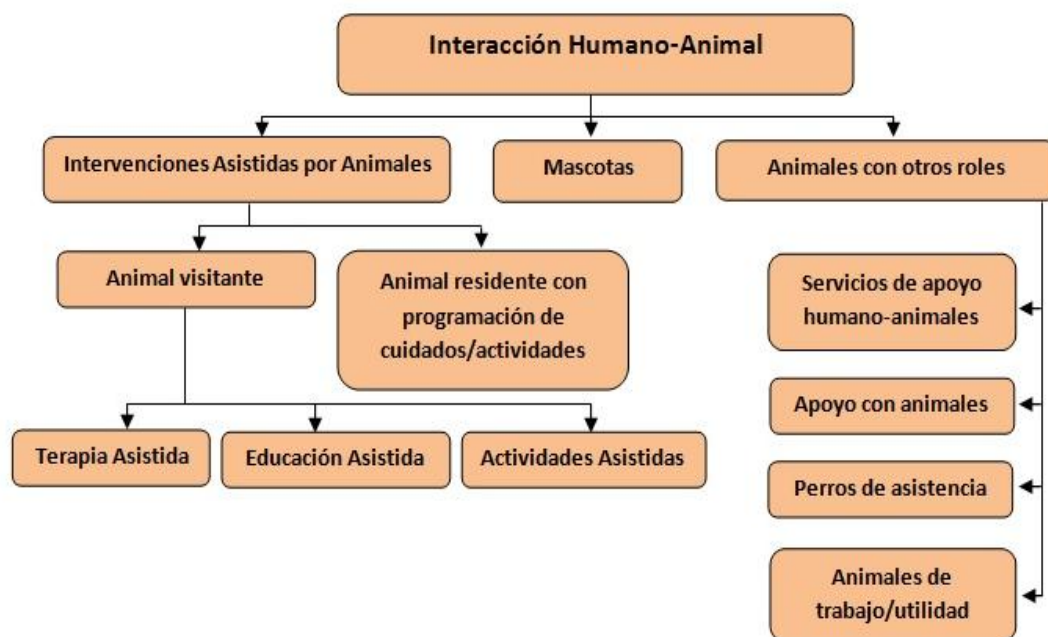 Interacción Humano-Animal
Intervenciones Asistidas por Animales
Mascotas
Animales con otros roles
Animal visitante
Animal residente con
programación de
cuidados/actividades
Servicios de apoyo
humano-animales
Apoyo con animales
Terapia Asistida
Educación Asistida
Actividades Asistidas
Perros de asistencia
Animales de
trabajo/utilidad